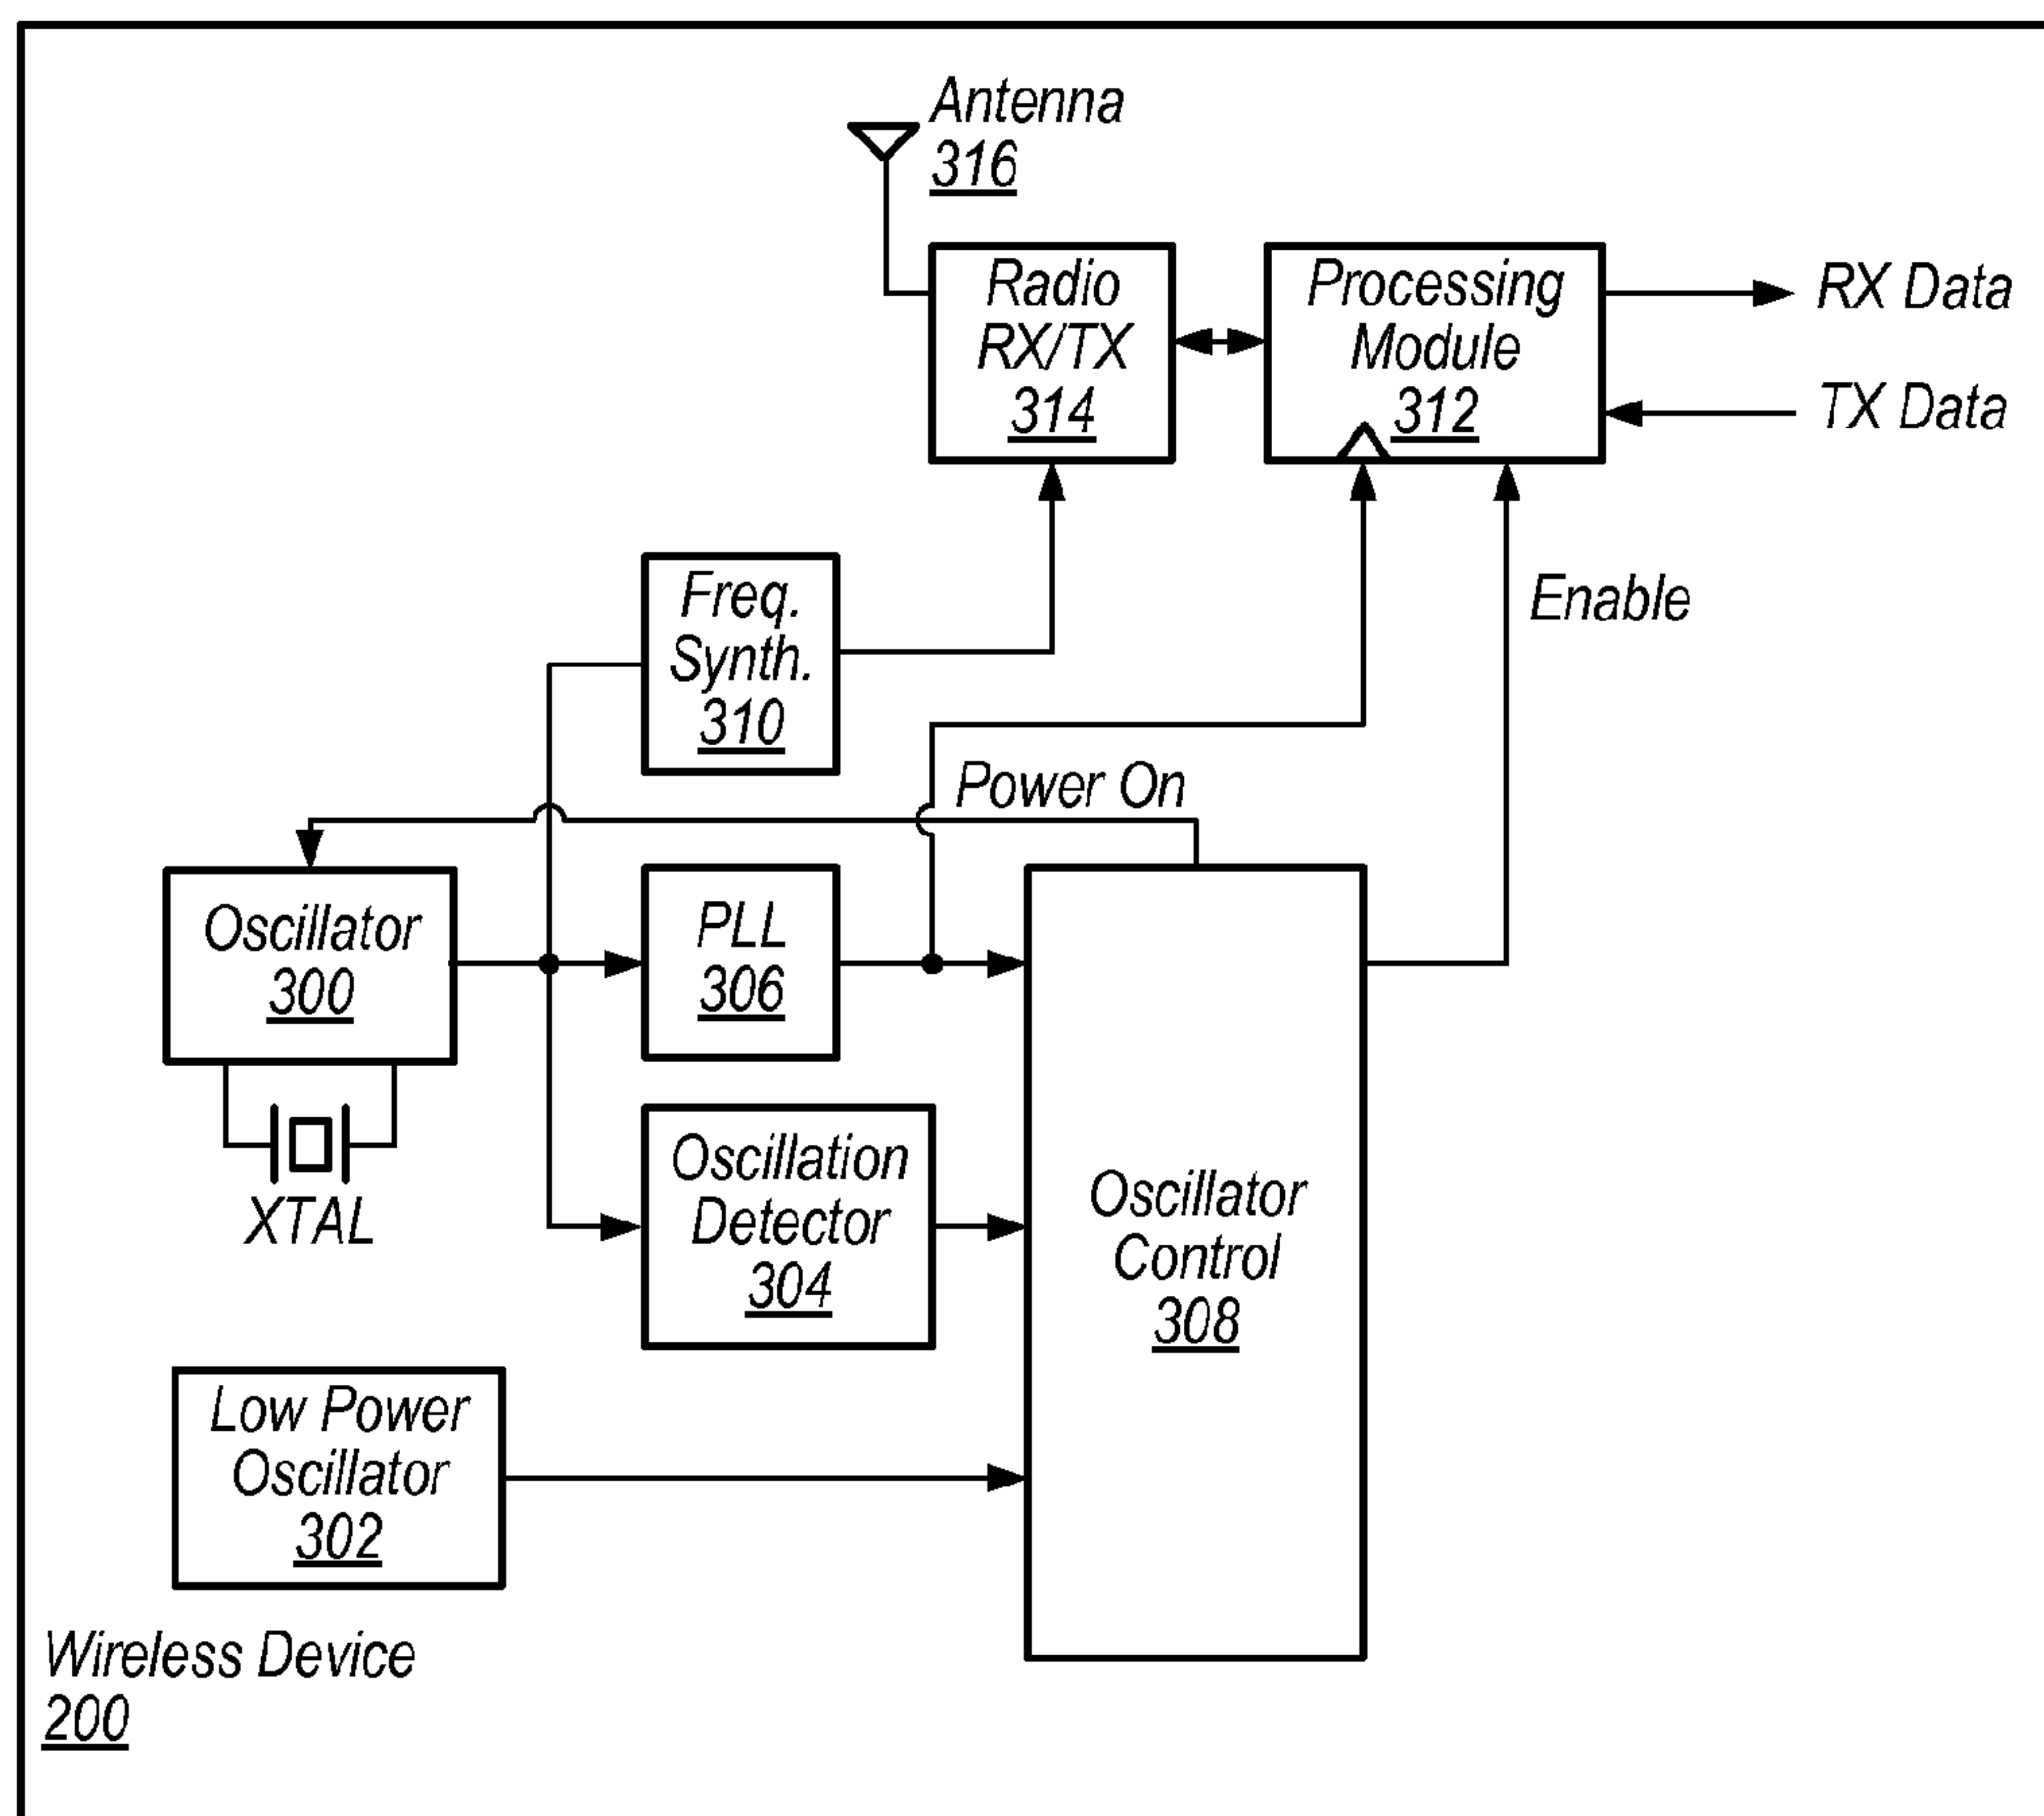 Antenna
316
Radio
RX/TX
314
Processing
Module
312
RX Data
TX Data
Freq.
Synth.
310
Enable
Power On
Oscillator
300
XTAL
PLL
306
Oscillation
Detector
304
Oscillator
Control
308
Low Power
Oscillator
302
Wireless Device
200